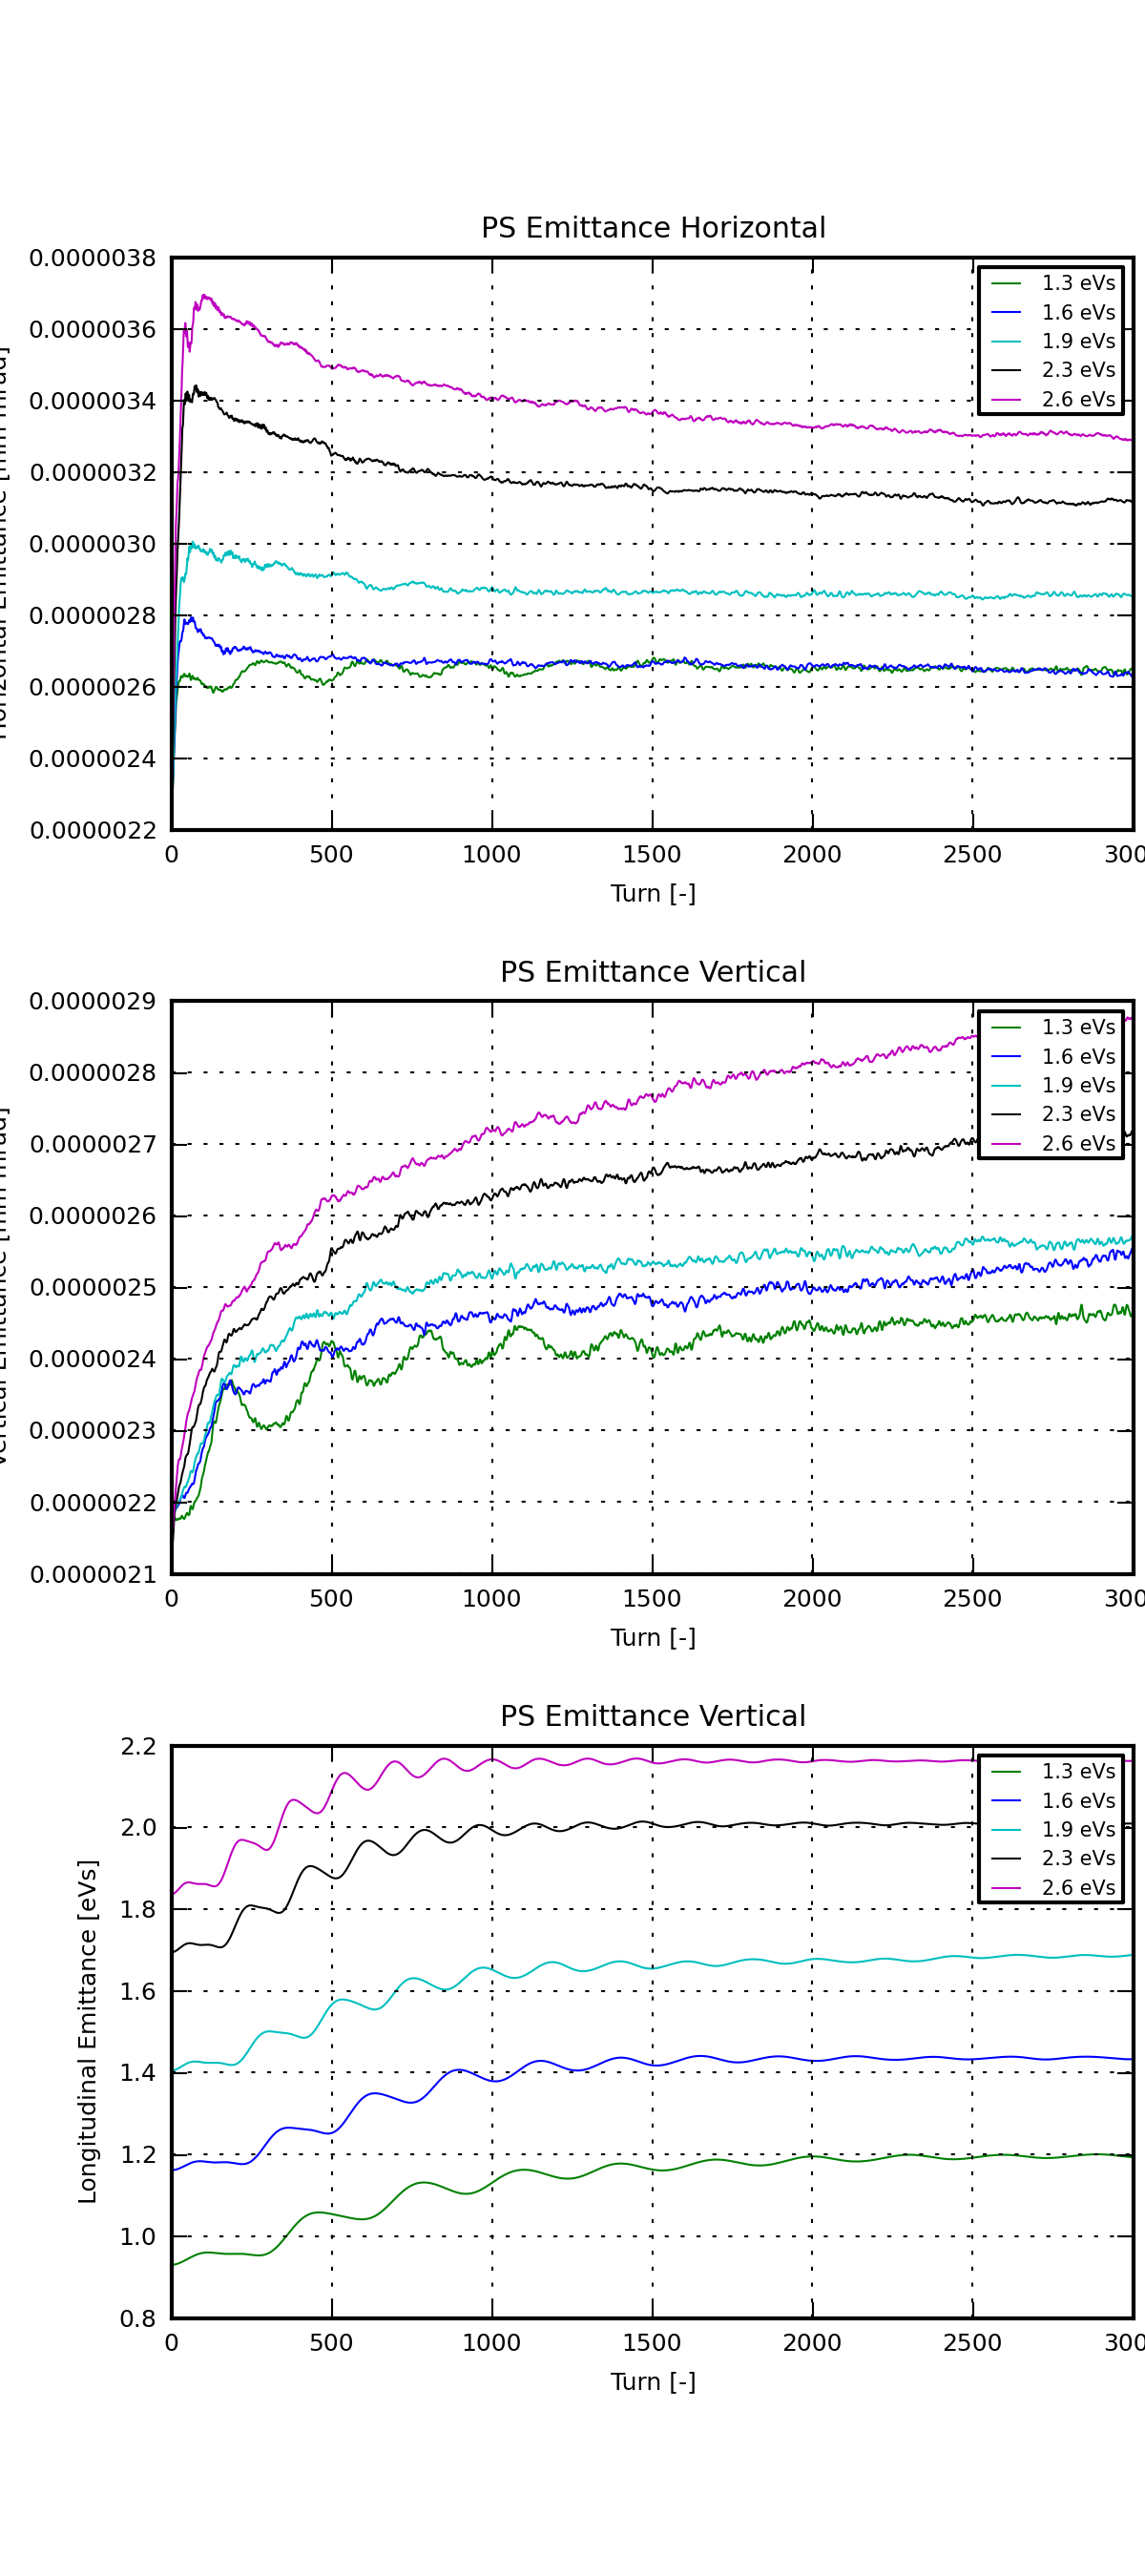 PS Emittance Horizontal
0.0000038
0.0000036
0.0000034
0.0000032
0.0000030
0.0000028
0.0000026
0.0000024
0.0000022
1.3 eVs
1.6 eVs
1.9 eVs
2.3 eVs
2.6 eVs
0 500 1000 1500 2000 2500 300
Turn [-]
PS Emittance Vertical
0.0000029
0.0000028
0.0000027
0.0000026
0.0000025
0.0000024
0.0000023
0.0000022
0.0000021
1.3 eVs
1.6 eVs
1.9 eVs
2.3 eVs
2.6 eVs
0 500 1000 1500 2000 2500 300
Turn [-]
PS Emittance Vertical
Longitudinal Emittance [eVs]
2.2
2.0
1.8
1.6
1.4
1.2
1.0
0.8
1.3 eVs
1.6 eVs
1.9 eVs
2.3 eVs
2.6 eVs
0 500 1000 1500 2000 2500 300
Turn [-]